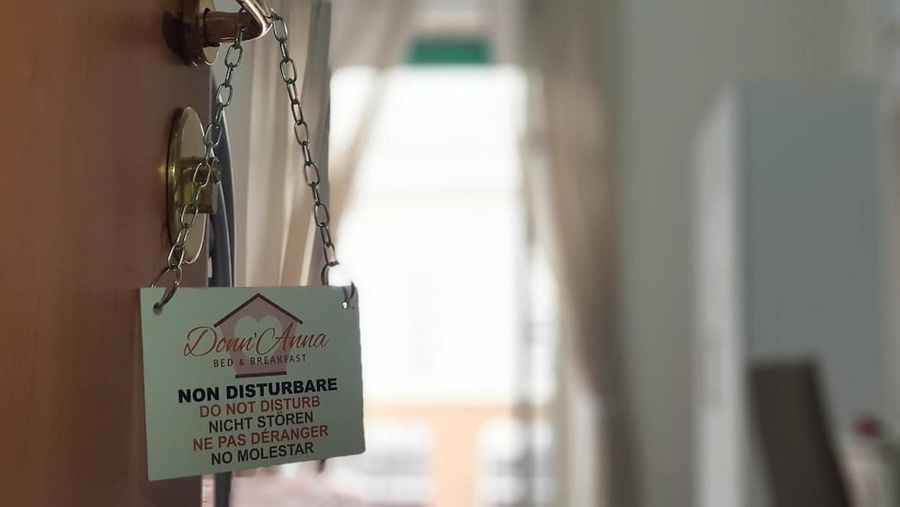 Donn'Anna
BED & BREAKFAST
NON DISTURBARE
DO NOT DISTURB
NICHT STÖREN
NE PAS DÉRANGER
NO MOLESTAR